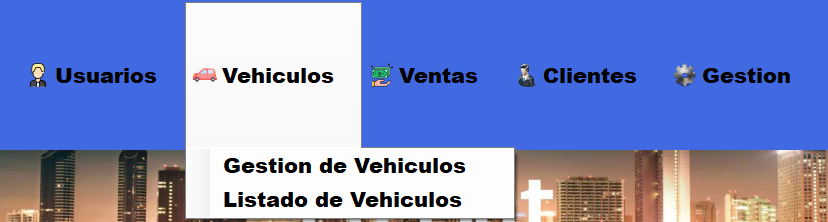 Usuarios Vehiculos Ventas Clientes Gestion
Gestion de Vehiculos
Listado de Vehiculos